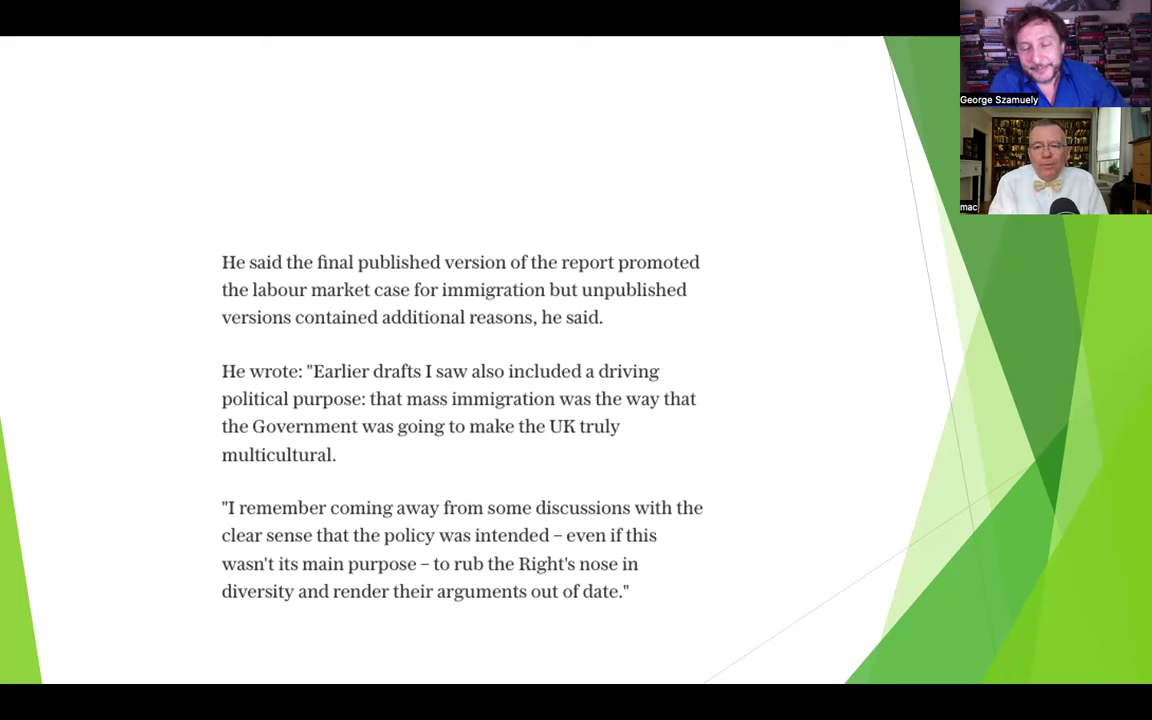 George Szamuely
mac
He said the final published version of the report promoted
the labour market case for immigration but unpublished
versions contained additional reasons, he said.
He wrote: "Earlier drafts I saw also included a driving
political purpose: that mass immigration was the way that
the Government was going to make the UK truly
multicultural.
"I remember coming away from some discussions with the
clear sense that the policy was intended – even if this
wasn't its main purpose – to rub the Right's nose in
diversity and render their arguments out of date."